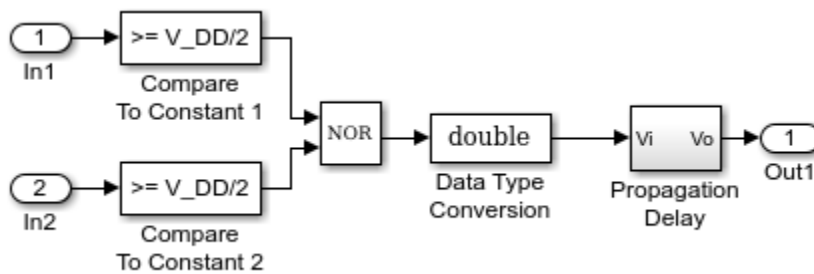 1
In1
>= V_DD/2
Compare
To Constant 1
2
In2
>= V_DD/2
Compare
To Constant 2
NOR
double
Data Type
Conversion
Vi Vo
Propagation
Delay
1
Out1